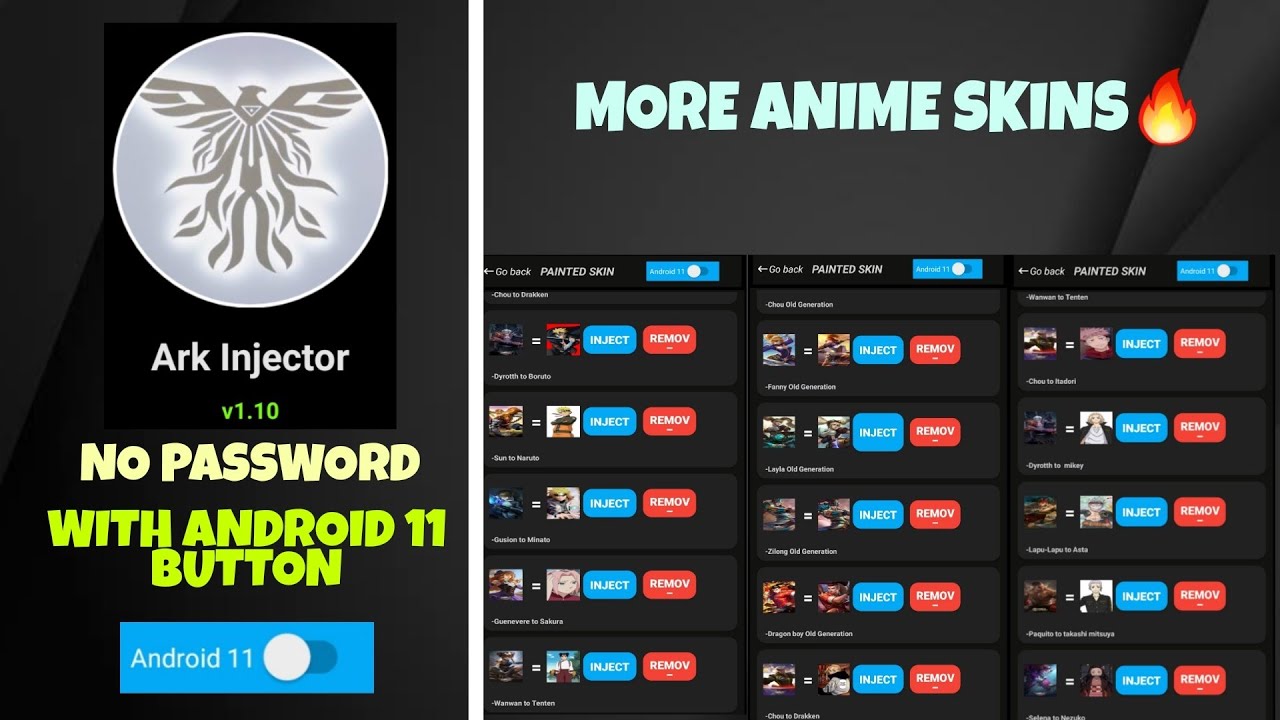 Ark Injector
v1.10
NO PASSWORD
WITH ANDROID 11
BUTTON
Android 11
MORE ANIME SKINS🔥
←Go back PAINTED SKIN Android 11
-Chou to Drakken
= INJECT REMOV
-Dyrotth to Boruto
= INJECT REMOV
-Sun to Naruto
= INJECT REMOV
-Gusion to Minato
= INJECT REMOV
-Guenevere to Sakura
= INJECT REMOV
-Wanwan to Tenten
←Go back PAINTED SKIN Android 11
-Chou Old Generation
= INJECT REMOV
-Fanny Old Generation
= INJECT REMOV
-Layla Old Generation
= INJECT REMOV
-Zilong Old Generation
= INJECT REMOV
-Dragon boy Old Generation
= INJECT REMOV
-Chou to Drakken
←Go back PAINTED SKIN Android 11
-Wanwan to Tenten
= INJECT REMOV
-Chou to Itadori
= INJECT REMOV
-Dyrotth to mikey
= INJECT REMOV
-Lapu-Lapu to Asta
= INJECT REMOV
-Paquito to takashi mitsuya
= INJECT REMOV
-Selena to Nezuko